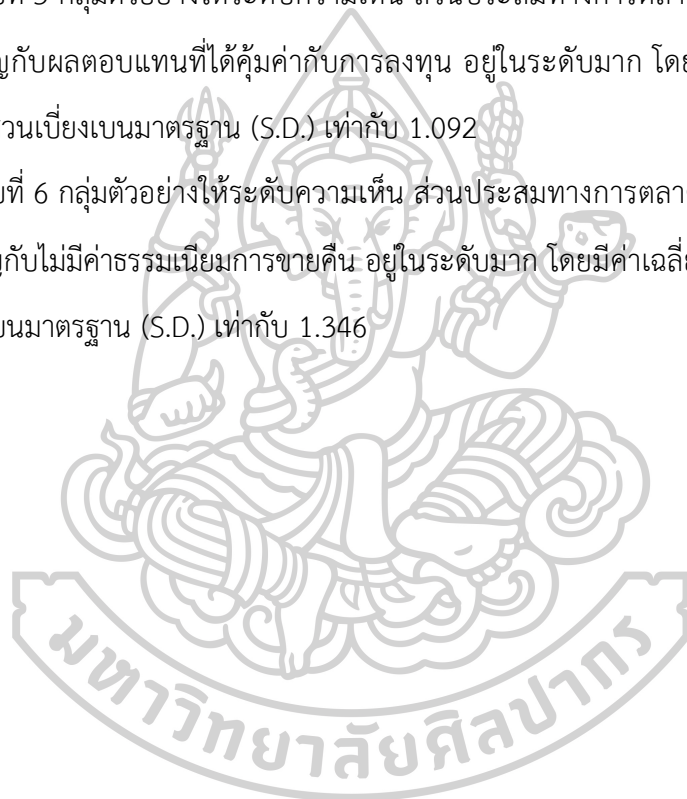 ที่ 5 กลุ่มตัวอย่างให้ระดับความเห็น ส่วนประสมทางการตลา
กับผลตอบแทนที่ได้คุ้มค่ากับการลงทุน อยู่ในระดับมาก โดย
วนเบี่ยงเบนมาตรฐาน (S.D.) เท่ากับ 1.092
ที่ 6 กลุ่มตัวอย่างให้ระดับความเห็น ส่วนประสมทางการตลา
กับไม่มีค่าธรรมเนียมการขายคืน อยู่ในระดับมาก โดยมีค่าเฉลี่ย
บนมาตรฐาน (S.D.) เท่ากับ 1.346
มหาวิทยาลัยศิลปากร